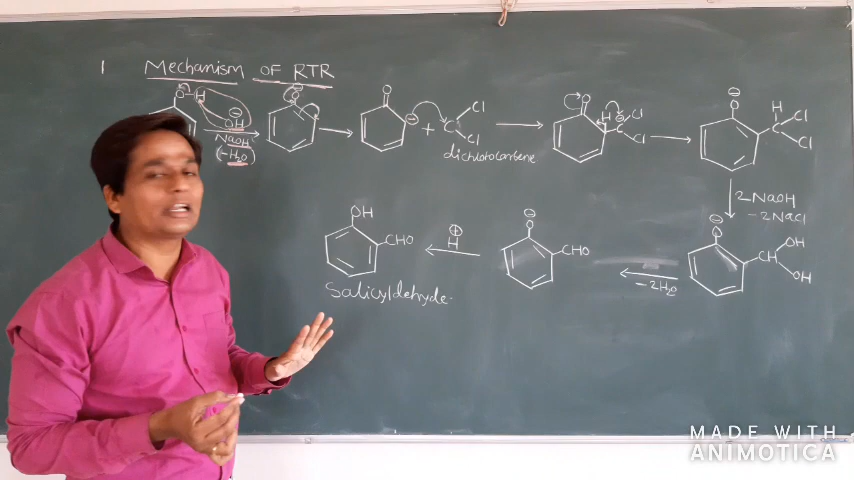 1 Mechanism of RTR
O-H OH NaOH (-H₂O)
O ⊖
O ⊖ + C Cl Cl dichlorocarbene
O H ⊖ C Cl Cl
O ⊖ H C Cl Cl
2NaOH
-2NaCl
OH CHO
H ⊕
O ⊖ CHO
-2H₂O
O ⊖ CH OH OH
Salicyldehyde.
MADE WITH
ANIMOTICA